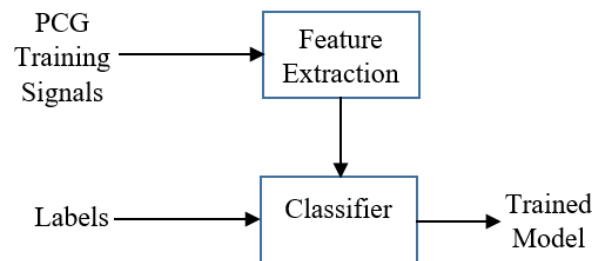 PCG
Training
Signals
Feature
Extraction
Labels
Classifier
Trained
Model